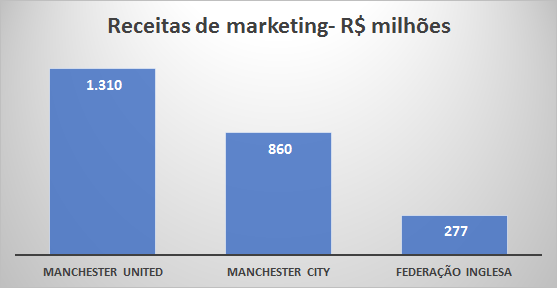 Receitas de marketing- R$ milhões
1.310
860
277
MANCHESTER UNITED
MANCHESTER CITY
FEDERAÇÃO INGLESA